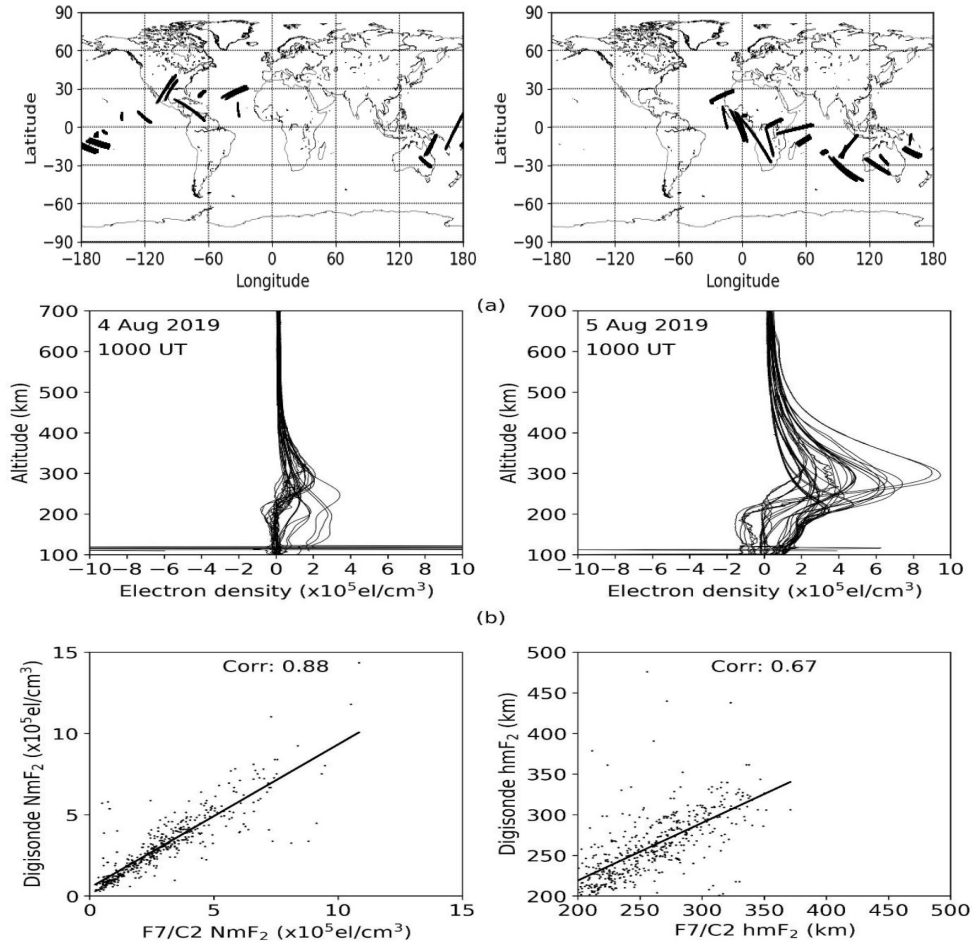 90
60
30
0
−30
−60
−90
Latitude
−180 −120 −60 0 60 120 180
Longitude
90
60
30
0
−30
−60
−90
Latitude
−180 −120 −60 0 60 120 180
Longitude
(a)
4 Aug 2019
1000 UT
700
600
500
400
300
200
100
Altitude (km)
−10 −8 −6 −4 −2 0 2 4 6 8 10
Electron density (x10⁵el/cm³)
5 Aug 2019
1000 UT
700
600
500
400
300
200
100
Altitude (km)
−10 −8 −6 −4 −2 0 2 4 6 8 10
Electron density (x10⁵el/cm³)
(b)
Corr: 0.88
15
10
5
0
Digisonde NmF₂ (x10⁵el/cm³)
0 5 10 15
F7/C2 NmF₂ (x10⁵el/cm³)
Corr: 0.67
500
450
400
350
300
250
200
Digisonde hmF₂ (km)
200 250 300 350 400 450 500
F7/C2 hmF₂ (km)